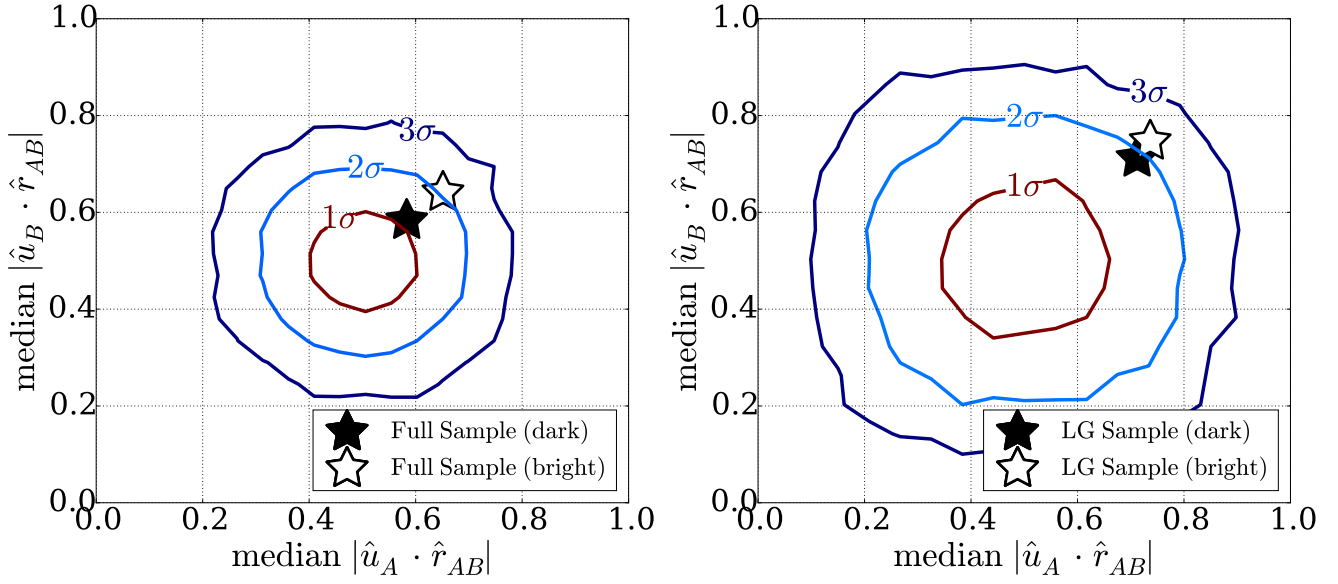 1.0
0.8
0.6
0.4
0.2
0.0
0.0 0.2 0.4 0.6 0.8 1.0
median |û_A · r̂_AB|
median |û_B · r̂_AB|
3σ
2σ
1σ
Full Sample (dark)
Full Sample (bright)
1.0
0.8
0.6
0.4
0.2
0.0
0.0 0.2 0.4 0.6 0.8 1.0
median |û_A · r̂_AB|
median |û_B · r̂_AB|
3σ
2σ
1σ
LG Sample (dark)
LG Sample (bright)